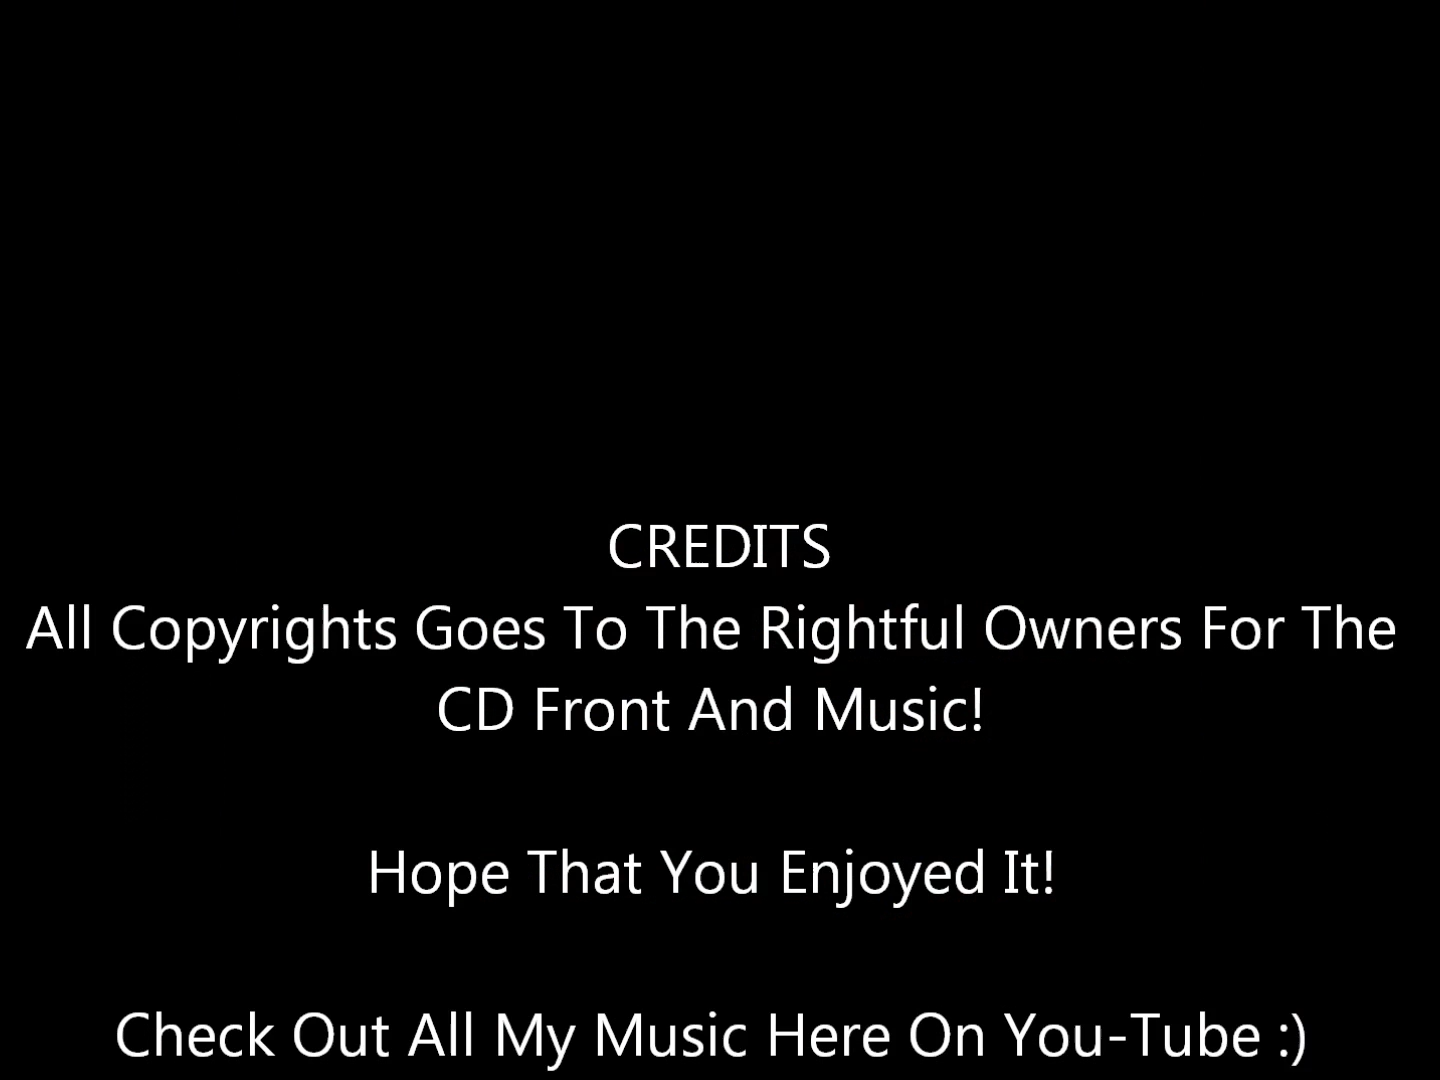 CREDITS
All Copyrights Goes To The Rightful Owners For The
CD Front And Music!
Hope That You Enjoyed It!
Check Out All My Music Here On You-Tube :)